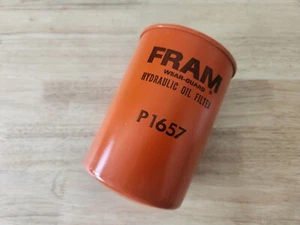 FRAM
WEAR-GUARD
HYDRAULIC OIL FILTER
P1657